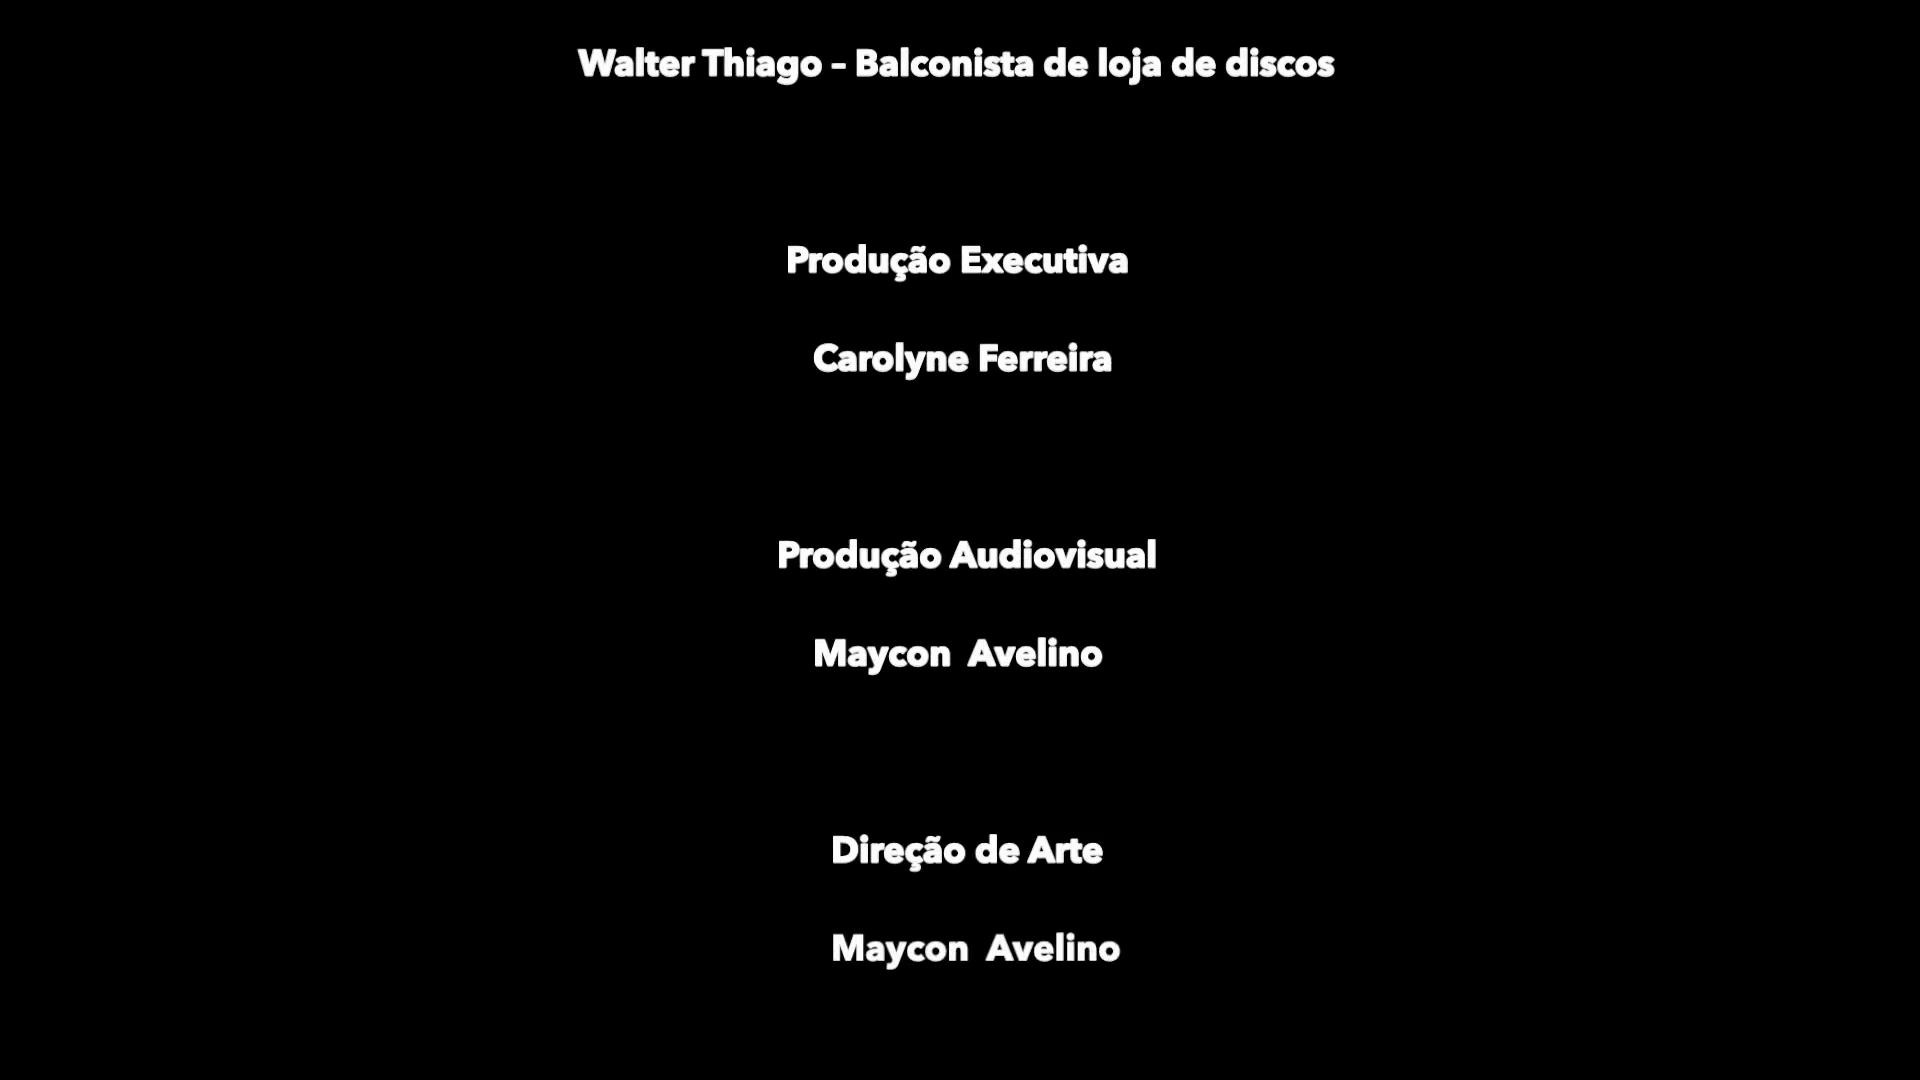 Walter Thiago – Balconista de loja de discos
Produção Executiva
Carolyne Ferreira
Produção Audiovisual
Maycon  Avelino
Direção de Arte
Maycon  Avelino